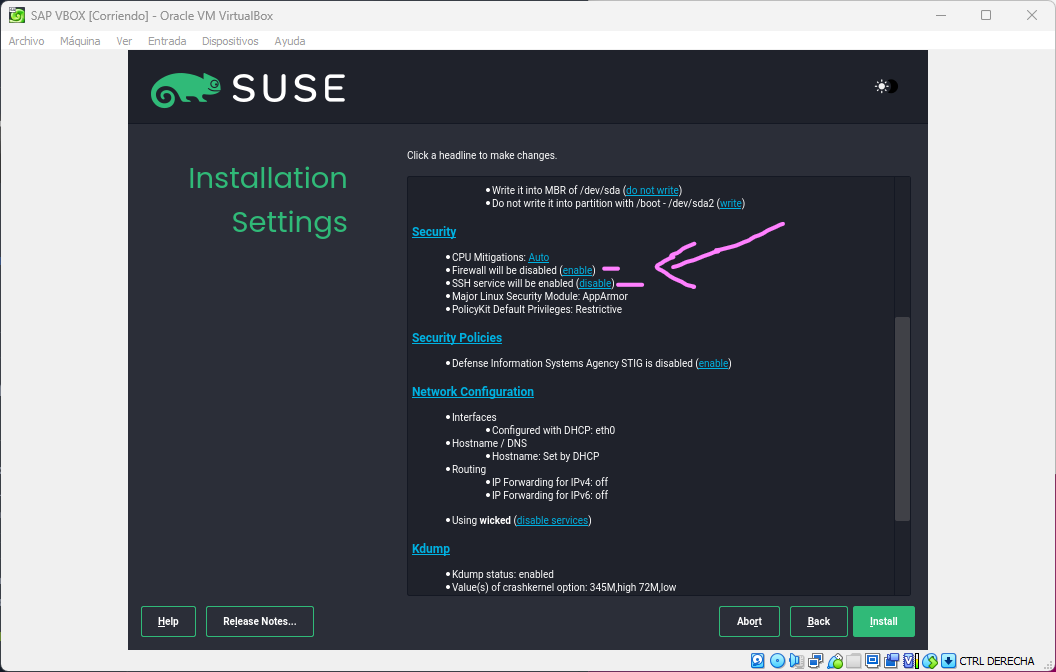 SAP VBOX [Corriendo] - Oracle VM VirtualBox
Archivo Máquina Ver Entrada Dispositivos Ayuda
SUSE
Installation
Settings
Click a headline to make changes.
Write it into MBR of /dev/sda (do not write)
Do not write it into partition with /boot - /dev/sda2 (write)
Security
CPU Mitigations: Auto
Firewall will be disabled (enable)
SSH service will be enabled (disable)
Major Linux Security Module: AppArmor
PolicyKit Default Privileges: Restrictive
Security Policies
Defense Information Systems Agency STIG is disabled (enable)
Network Configuration
Interfaces
Configured with DHCP: eth0
Hostname / DNS
Hostname: Set by DHCP
Routing
IP Forwarding for IPv4: off
IP Forwarding for IPv6: off
Using wicked (disable services)
Kdump
Kdump status: enabled
Value(s) of crashkernel option: 345M,high 72M,low
Help Release Notes... Abort Back Install
CTRL DERECHA